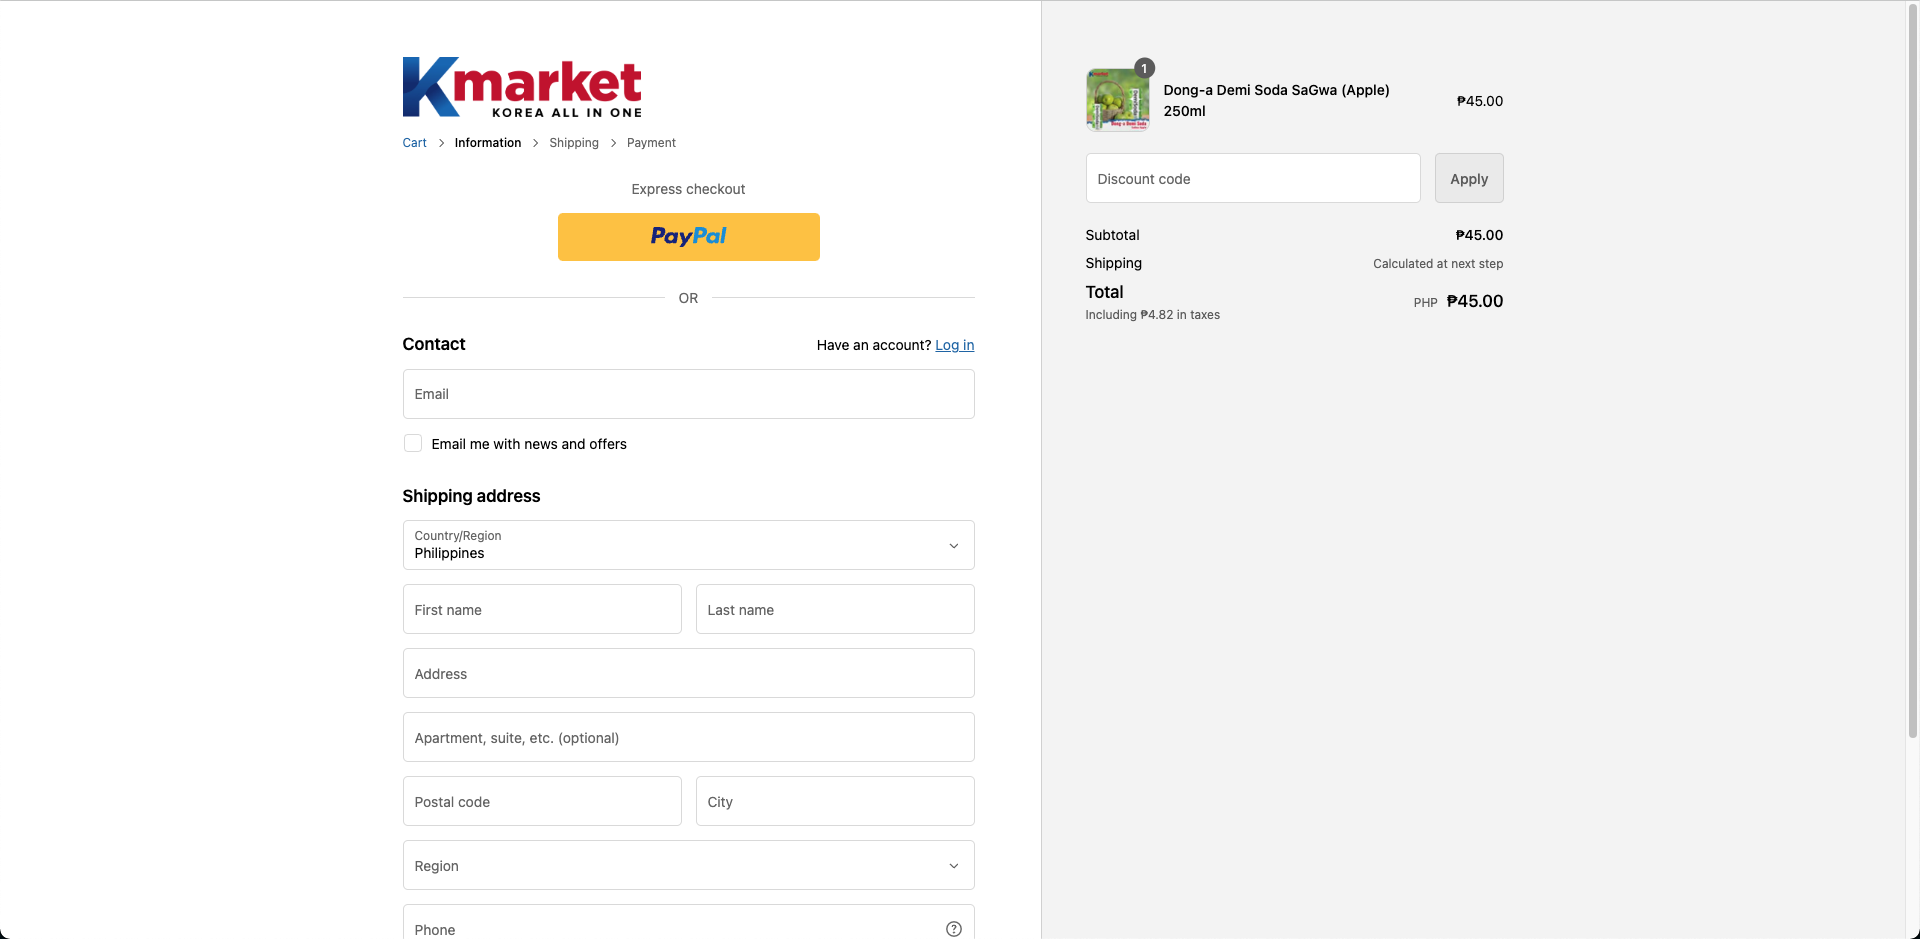 Kmarket
KOREA ALL IN ONE
Cart > Information > Shipping > Payment
Express checkout
PayPal
OR
Contact
Have an account? Log in
Email
Email me with news and offers
Shipping address
Country/Region
Philippines
First name
Last name
Address
Apartment, suite, etc. (optional)
Postal code
City
Region
Phone
?
1
Dong-a Demi Soda SaGwa (Apple)
250ml
₱45.00
Discount code
Apply
Subtotal
₱45.00
Shipping
Calculated at next step
Total
Including ₱4.82 in taxes
PHP ₱45.00